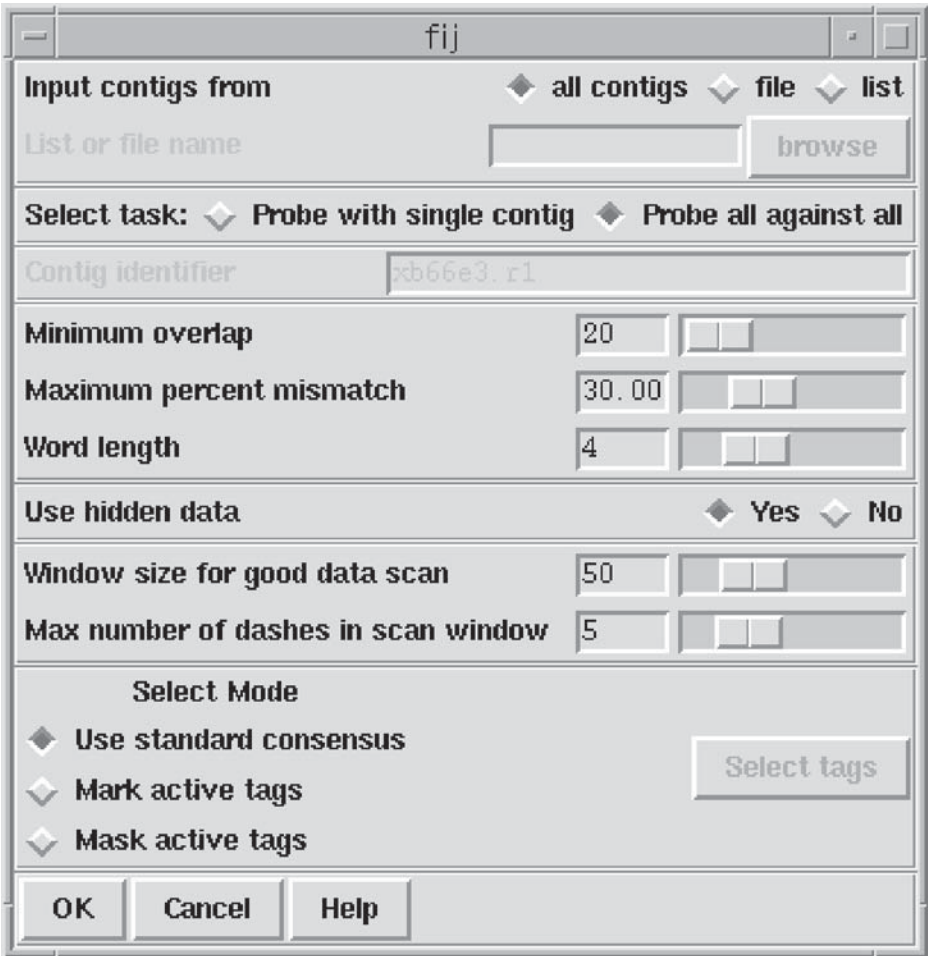 fij
Input contigs from all contigs file list
List or file name browse
Select task: Probe with single contig Probe all against all
Contig identifier xb66e3.r1
Minimum overlap 20
Maximum percent mismatch 30.00
Word length 4
Use hidden data Yes No
Window size for good data scan 50
Max number of dashes in scan window 5
Select Mode
Use standard consensus
Select tags
Mark active tags
Mask active tags
OK Cancel Help